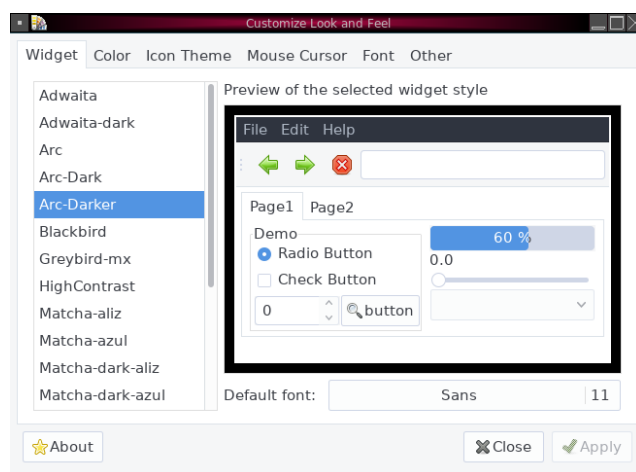 Customize Look and Feel
Widget Color Icon Theme Mouse Cursor Font Other
Adwaita
Adwaita-dark
Arc
Arc-Dark
Arc-Darker
Blackbird
Greybird-mx
HighContrast
Matcha-aliz
Matcha-azul
Matcha-dark-aliz
Matcha-dark-azul
Preview of the selected widget style
File Edit Help
Page1 Page2
Demo
Radio Button
Check Button
0 button
60 %
0.0
Default font: Sans 11
About Close Apply